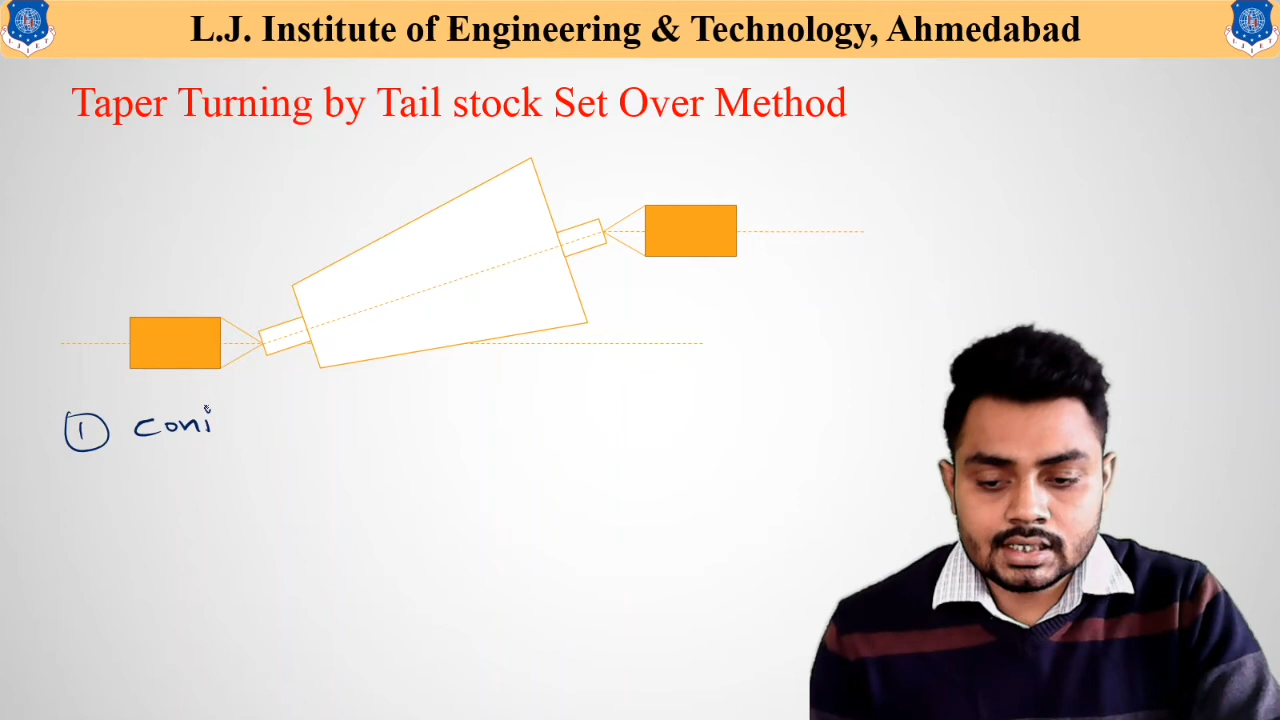 L.J. Institute of Engineering & Technology, Ahmedabad
Taper Turning by Tail stock Set Over Method
① coni